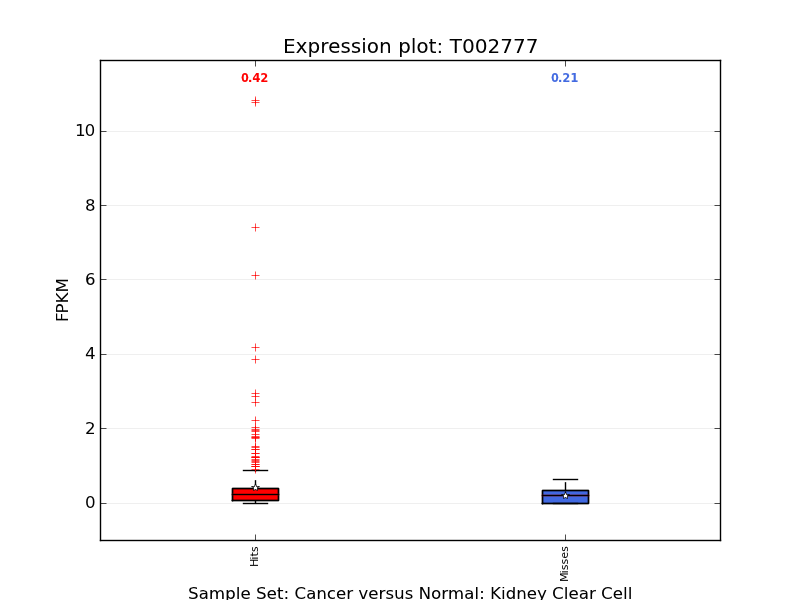 Expression plot: T002777
0.42
0.21
10
8
6
4
2
0
FPKM
Hits
Misses
Sample Set: Cancer versus Normal: Kidney Clear Cell